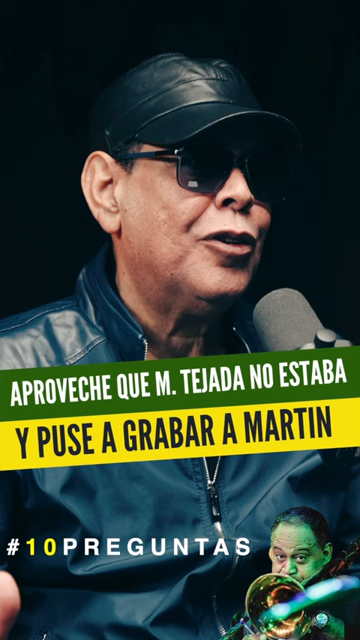 APROVECHE QUE M. TEJADA NO ESTABA
Y PUSE A GRABAR A MARTIN
#10PREGUNTAS